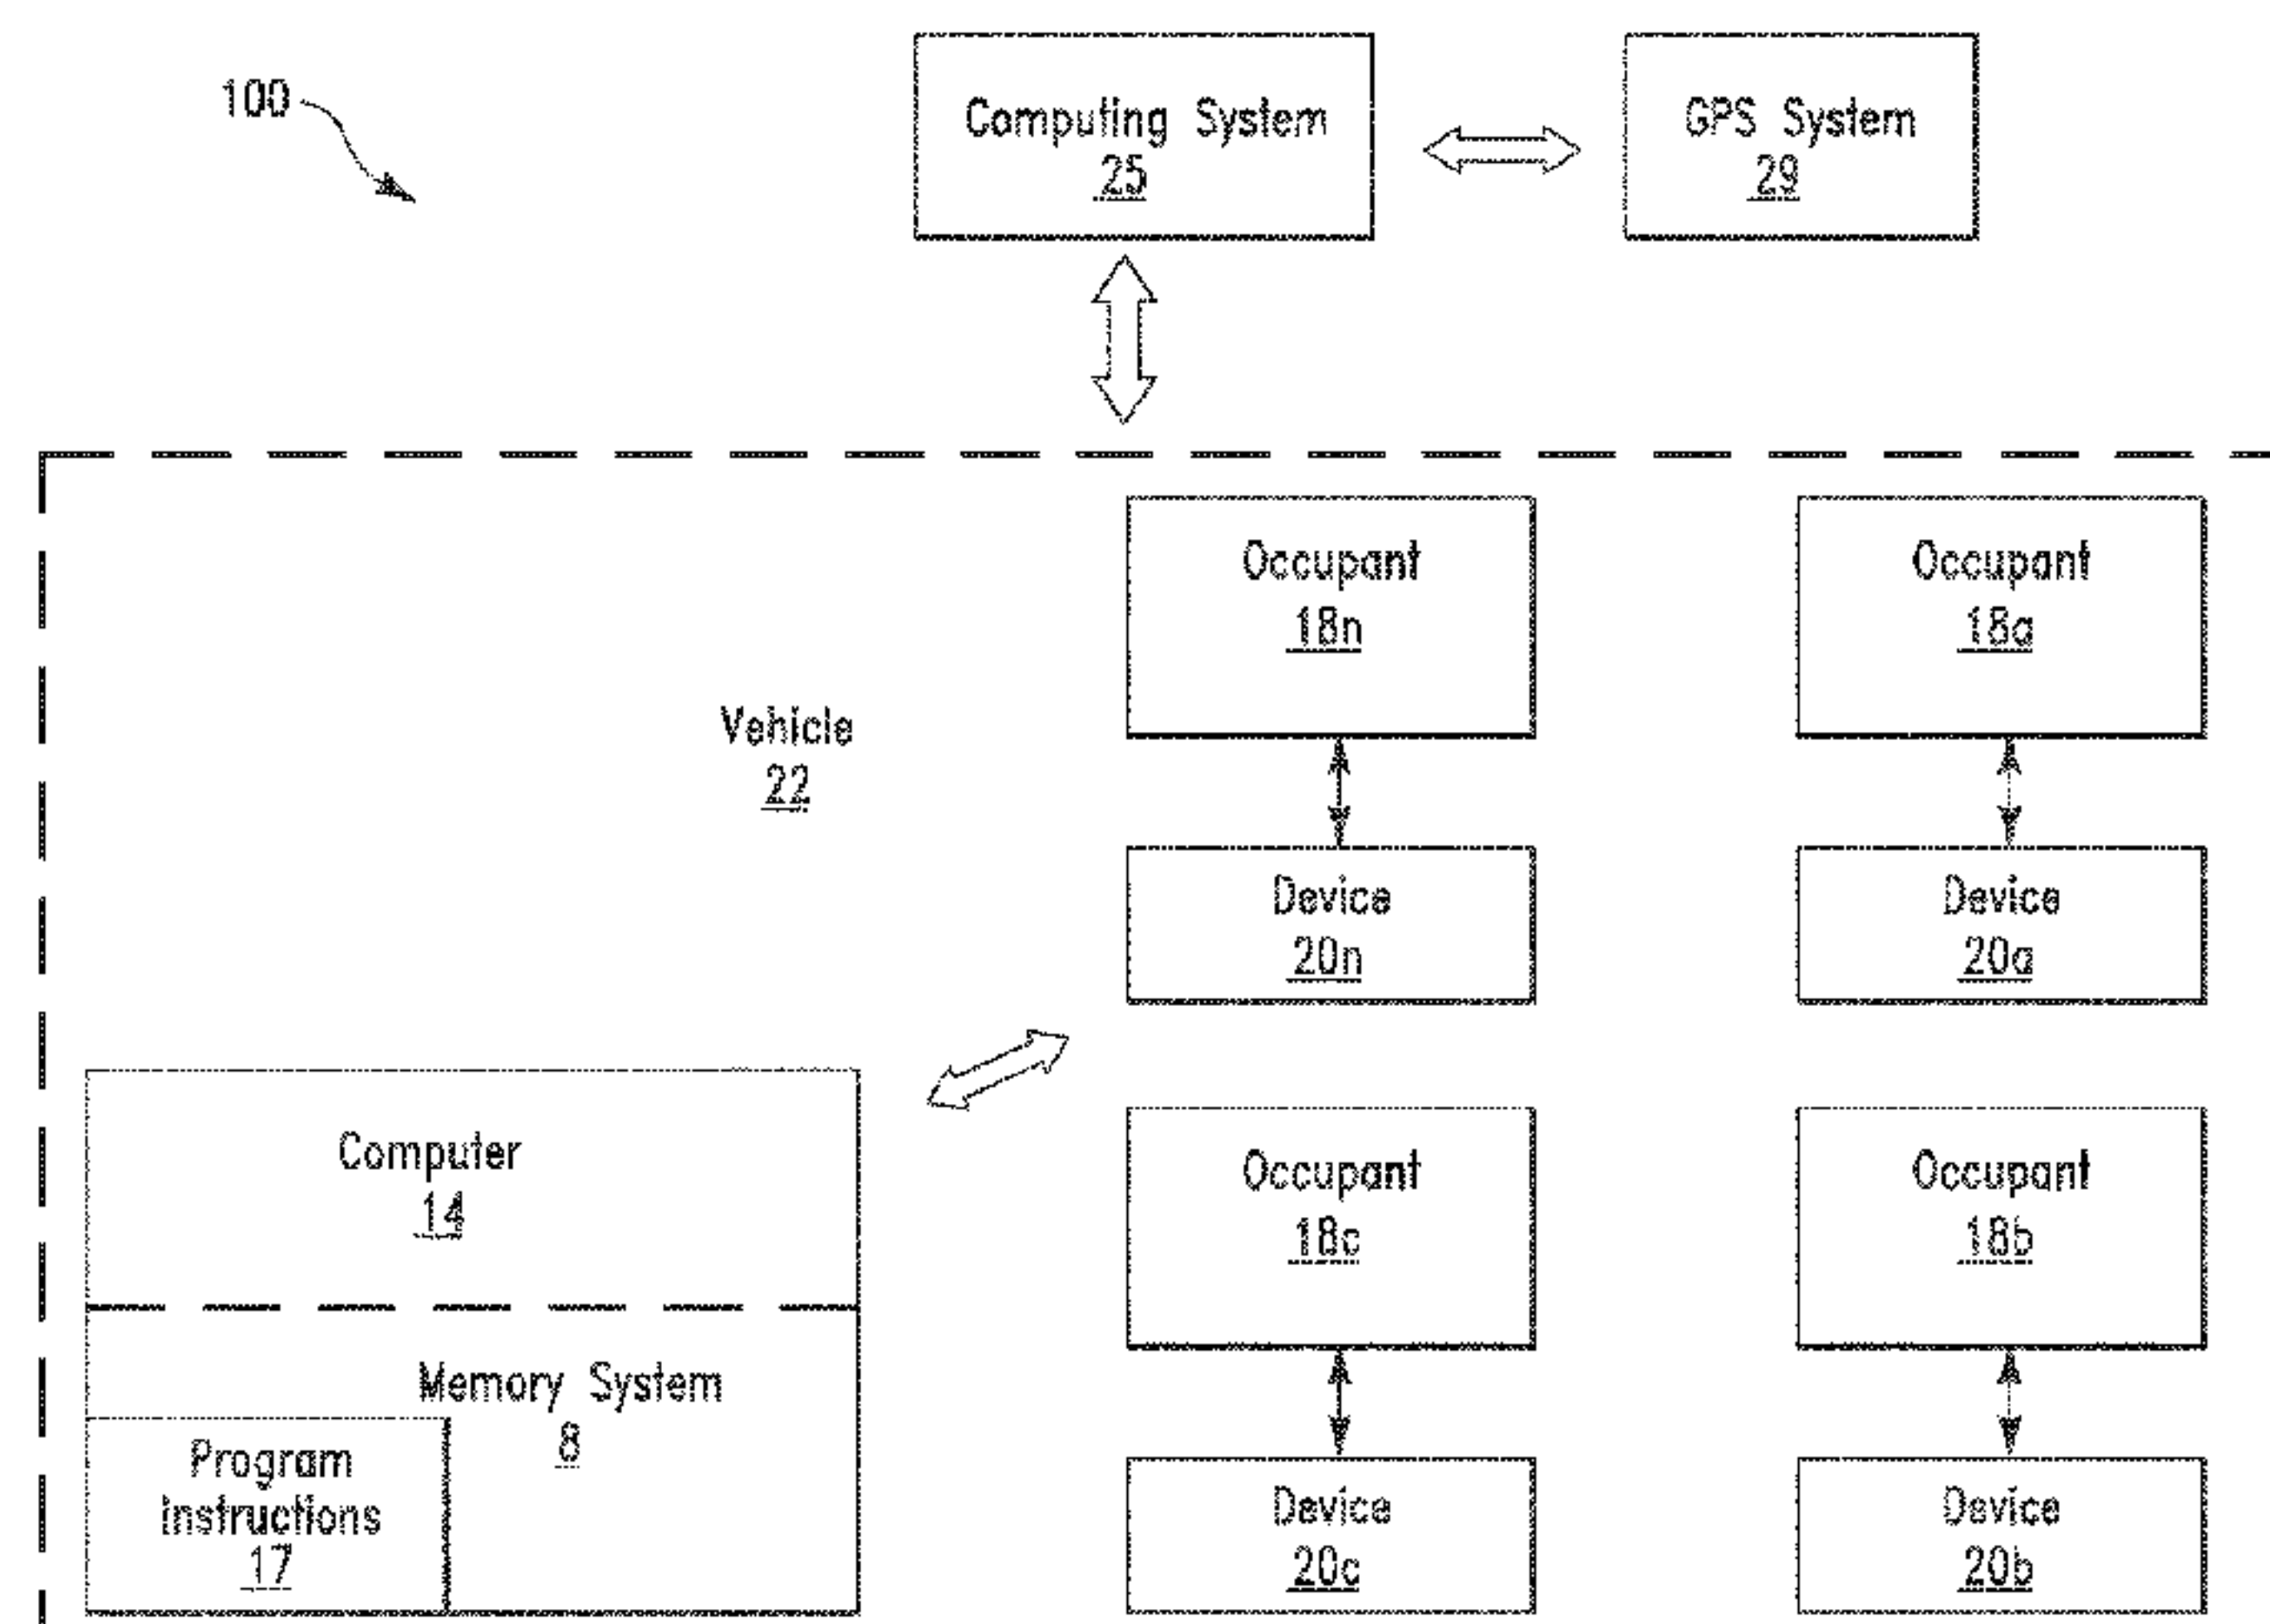 100
Computing System
25
GPS System
29
Occupant
18n
Occupant
18a
Vehicle
22
Device
20n
Device
20a
Computer
14
Occupant
18c
Occupant
18b
Memory System
8
Program
Instructions
17
Device
20c
Device
20b